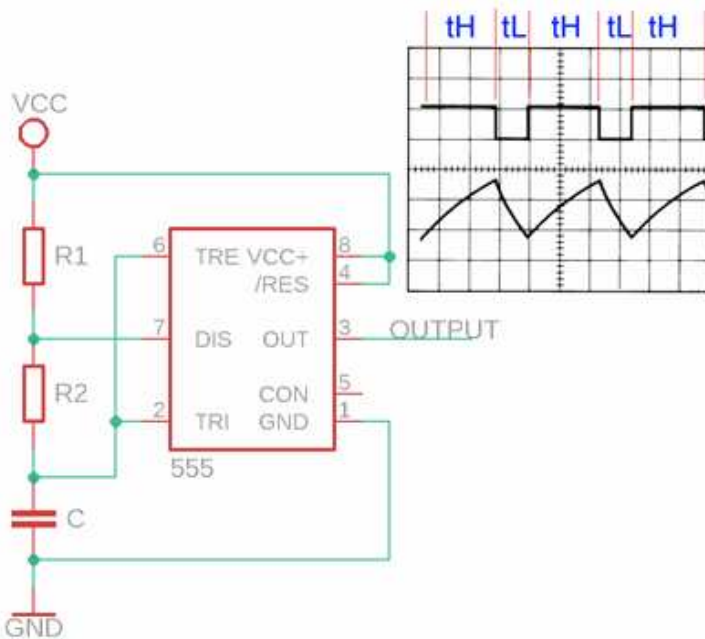 tH tL tH tL tH
VCC
R1
6 TRE VCC+ 8
/RES 4
7 DIS OUT 3 OUTPUT
R2
CON 5
2 TRI GND 1
555
C
GND